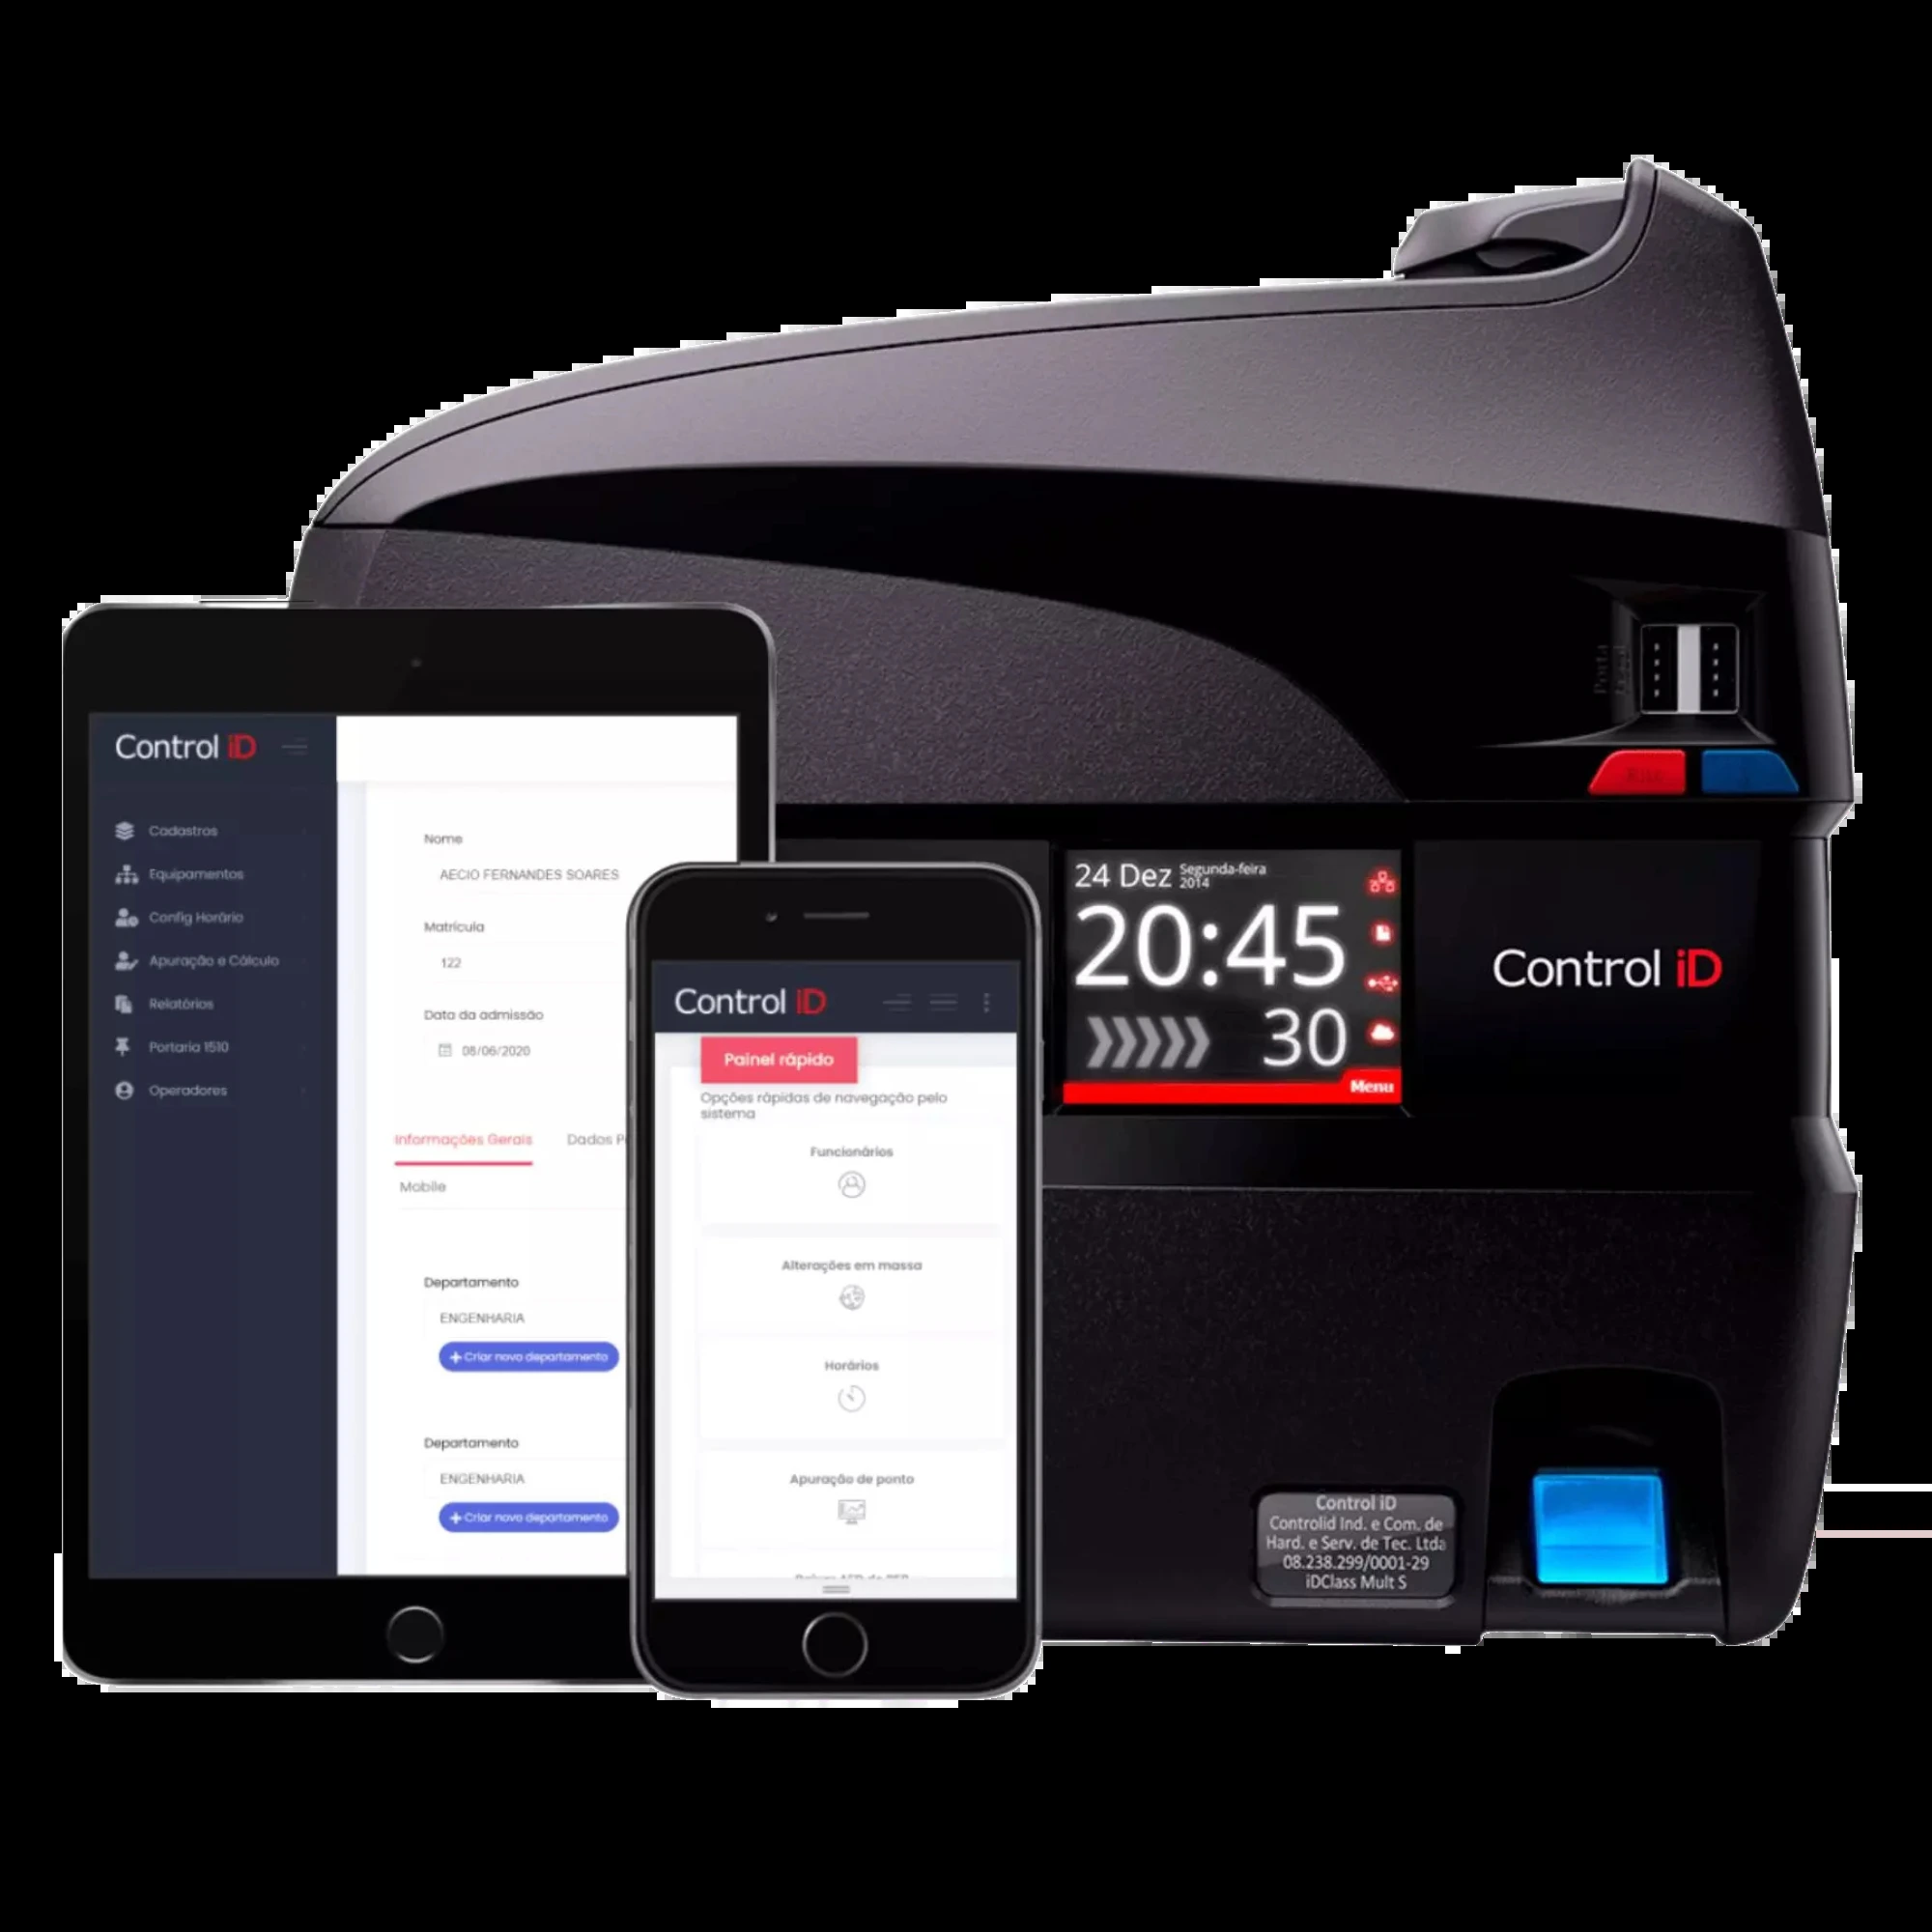 Control iD
Cadastros
Equipamentos
Config Horário
Apuração e Cálculo
Relatórios
Portaria 1510
Operadores
Nome
AECIO FERNANDES SOARES
Matrícula
122
Data da admissão
08/06/2020
Informações Gerais
Dados P
Mobile
Departamento
ENGENHARIA
+ Criar novo departamento
Departamento
ENGENHARIA
+ Criar novo departamento
Control iD
Painel rápido
Opções rápidas de navegação pelo
sistema
Funcionários
Alterações em massa
Horários
Apuração de ponto
Porta
24 Dez Segunda-feira
2014
20:45
30
Menu
Control iD
Control iD
Controlid Ind. e Com. de
Hard. e Serv. de Tec. Ltda
08.238.299/0001-29
iDClass Mult S